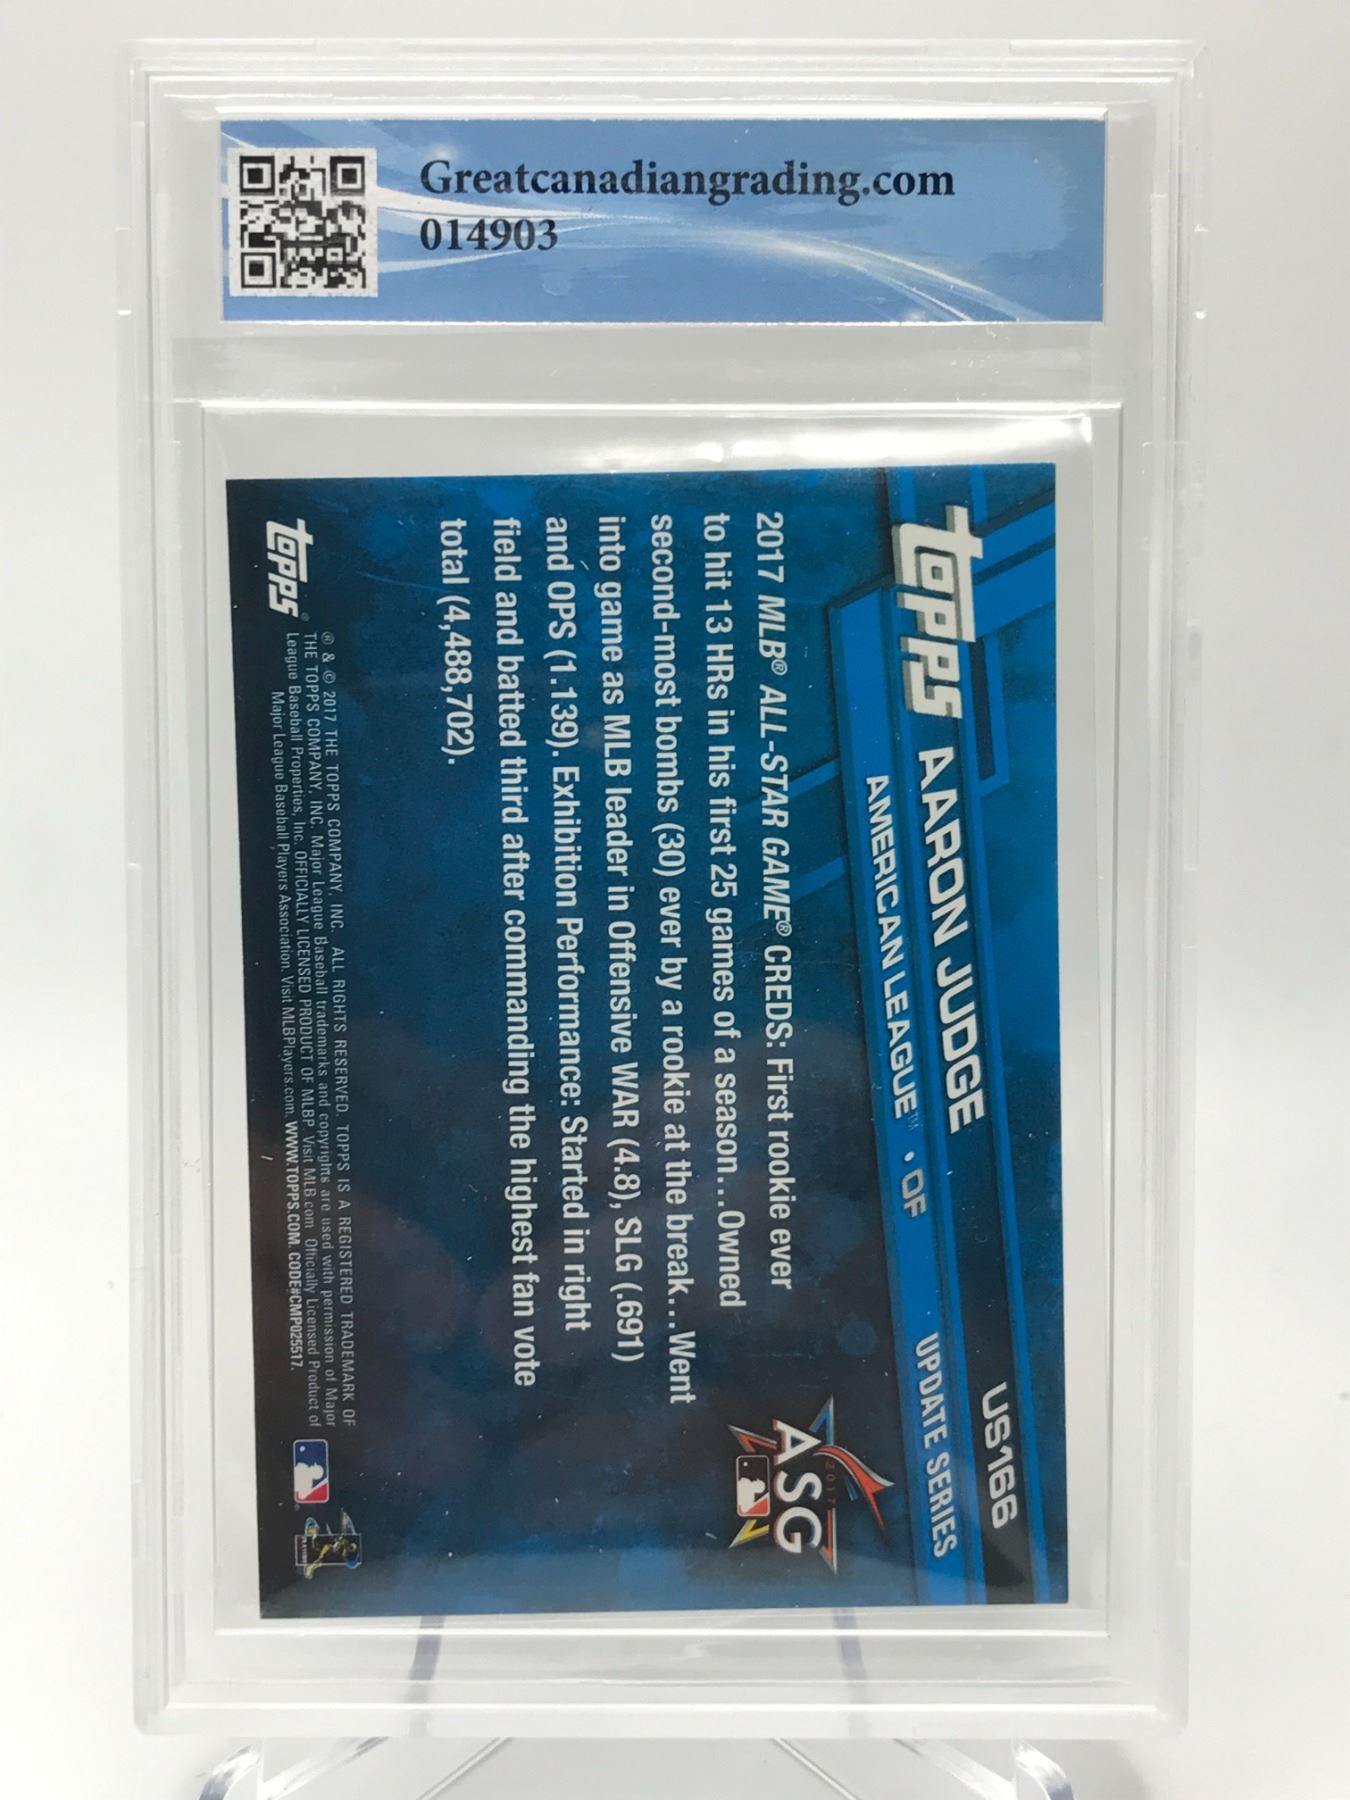 Greatcanadiangrading.com
014903
topps AARON JUDGE
US166
AMERICAN LEAGUE™ • OF
UPDATE SERIES
2017 MLB® ALL-STAR GAME® CREDS: First rookie ever
to hit 13 HRs in his first 25 games of a season...Owned
second-most bombs (30) ever by a rookie at the break...Went
into game as MLB leader in Offensive WAR (4.8), SLG (.691)
and OPS (1.139). Exhibition Performance: Started in right
field and batted third after commanding the highest fan vote
total (4,488,702).
2017
ASG
topps®
® & © 2017 THE TOPPS COMPANY, INC. ALL RIGHTS RESERVED. TOPPS IS A REGISTERED TRADEMARK OF
THE TOPPS COMPANY, INC. Major League Baseball trademarks and copyrights are used with permission of Major
League Baseball Properties, Inc. OFFICIALLY LICENSED PRODUCT OF MLBP. Visit MLB.com Officially Licensed Product of
Major League Baseball Players Association. Visit MLBPlayers.com. WWW.TOPPS.COM. CODE#CMP025517.